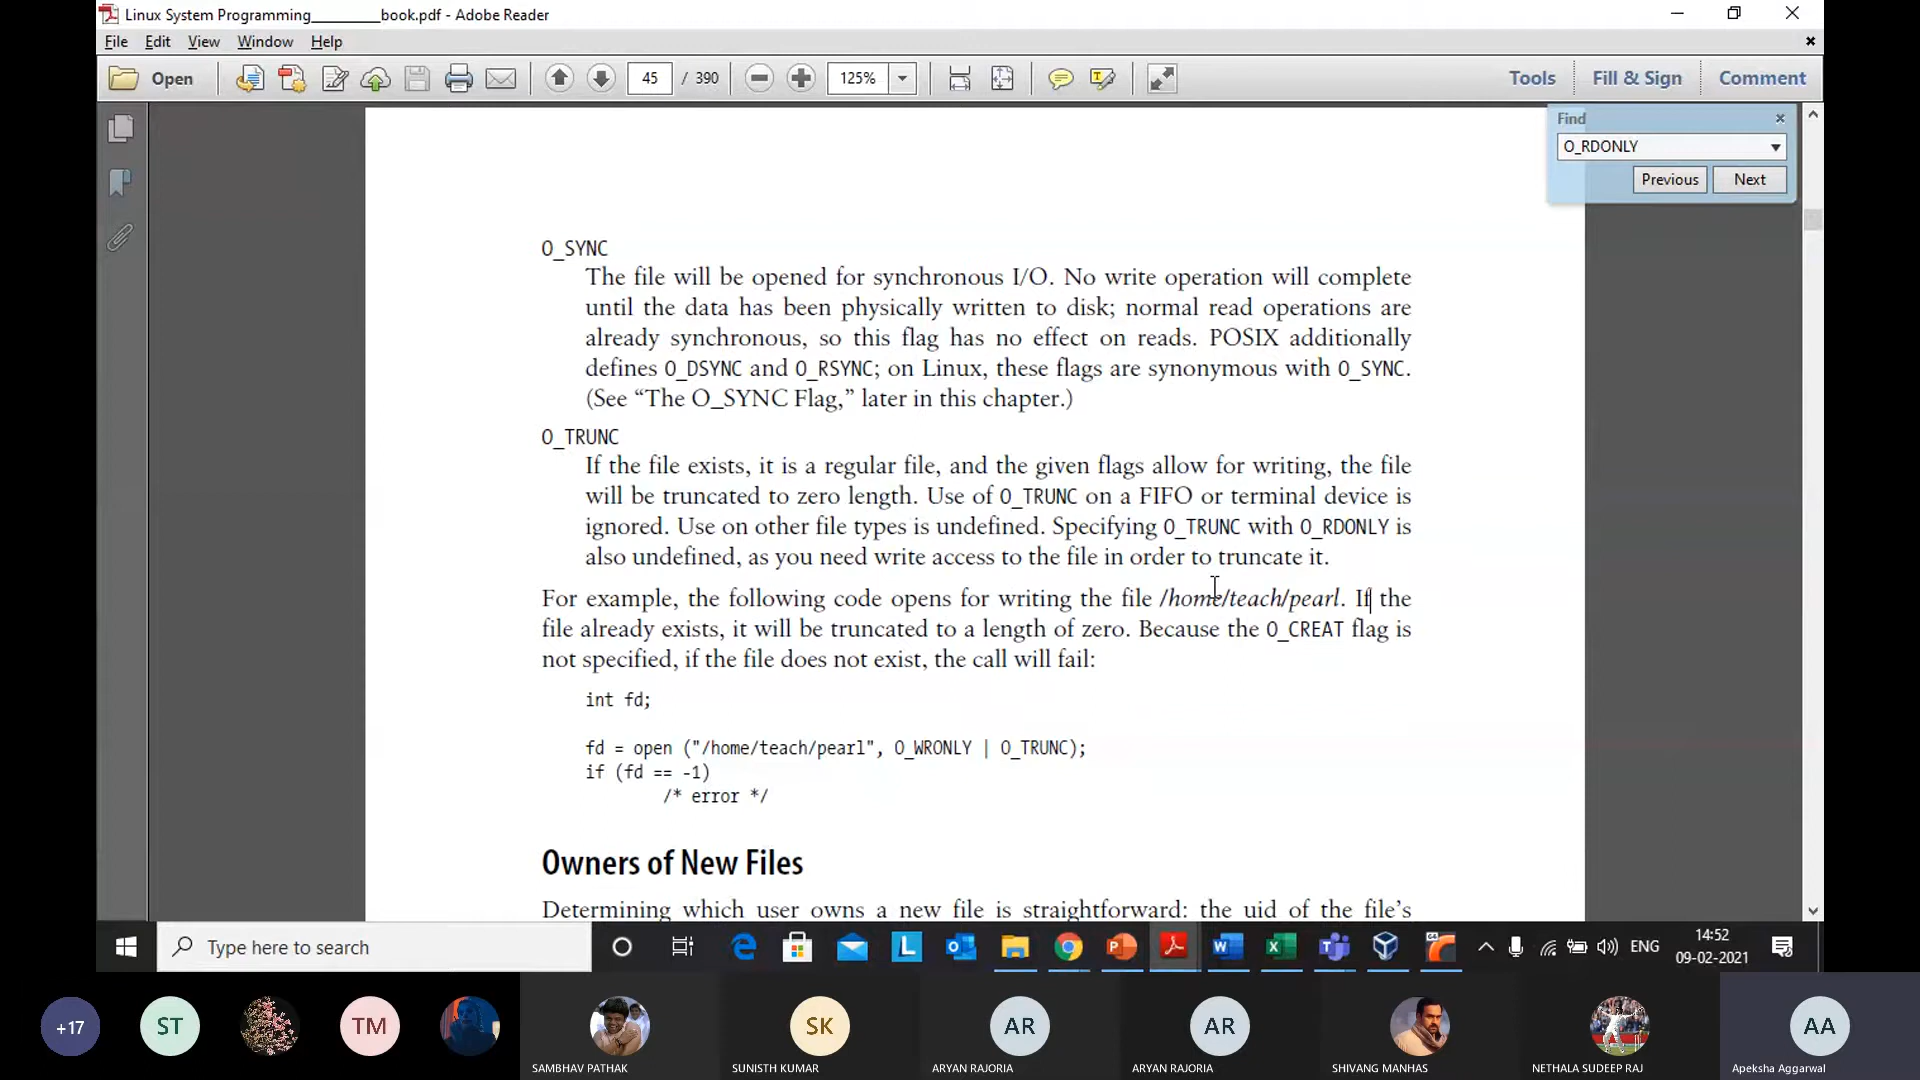 Linux System Programming_________book.pdf - Adobe Reader
File Edit View Window Help
Open 45 / 390 125% Tools Fill & Sign Comment
Find
O_RDONLY
Previous Next
O_SYNC
The file will be opened for synchronous I/O. No write operation will complete
until the data has been physically written to disk; normal read operations are
already synchronous, so this flag has no effect on reads. POSIX additionally
defines O_DSYNC and O_RSYNC; on Linux, these flags are synonymous with O_SYNC.
(See “The O_SYNC Flag,” later in this chapter.)
O_TRUNC
If the file exists, it is a regular file, and the given flags allow for writing, the file
will be truncated to zero length. Use of O_TRUNC on a FIFO or terminal device is
ignored. Use on other file types is undefined. Specifying O_TRUNC with O_RDONLY is
also undefined, as you need write access to the file in order to truncate it.
For example, the following code opens for writing the file /home/teach/pearl. If the
file already exists, it will be truncated to a length of zero. Because the O_CREAT flag is
not specified, if the file does not exist, the call will fail:
int fd;
fd = open ("/home/teach/pearl", O_WRONLY | O_TRUNC);
if (fd == -1)
/* error */
Owners of New Files
Determining which user owns a new file is straightforward: the uid of the file’s
Type here to search
L
ENG
14:52
09-02-2021
+17 ST TM SK AR AR AA
SAMBHAV PATHAK SUNISTH KUMAR ARYAN RAJORIA ARYAN RAJORIA SHIVANG MANHAS NETHALA SUDEEP RAJ Apeksha Aggarwal